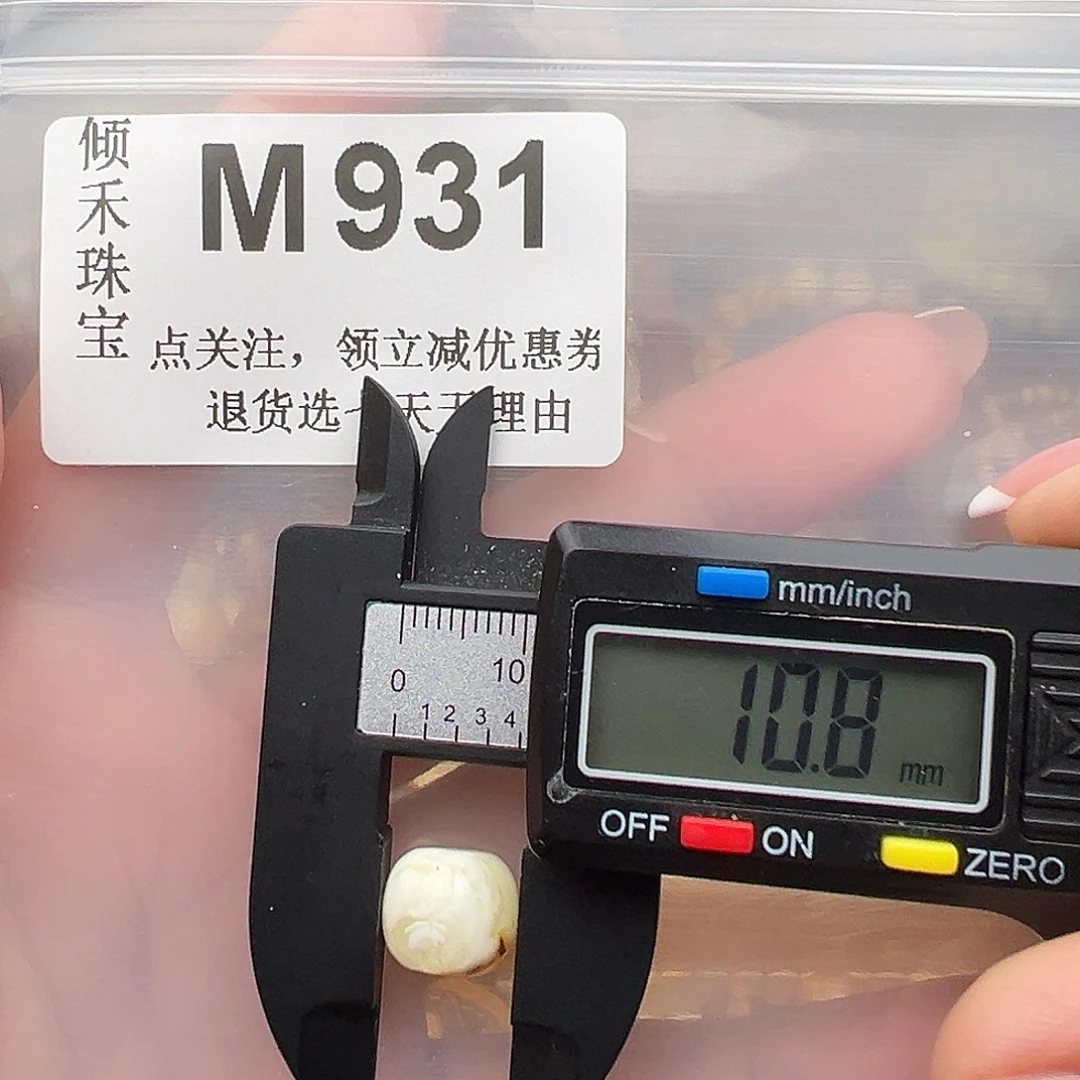 倾禾珠宝
M931
点关注，领立减优惠券
退货选 天 理由
mm/inch
0 10
1 2 3 4
10.8 mm
OFF ON
ZERO